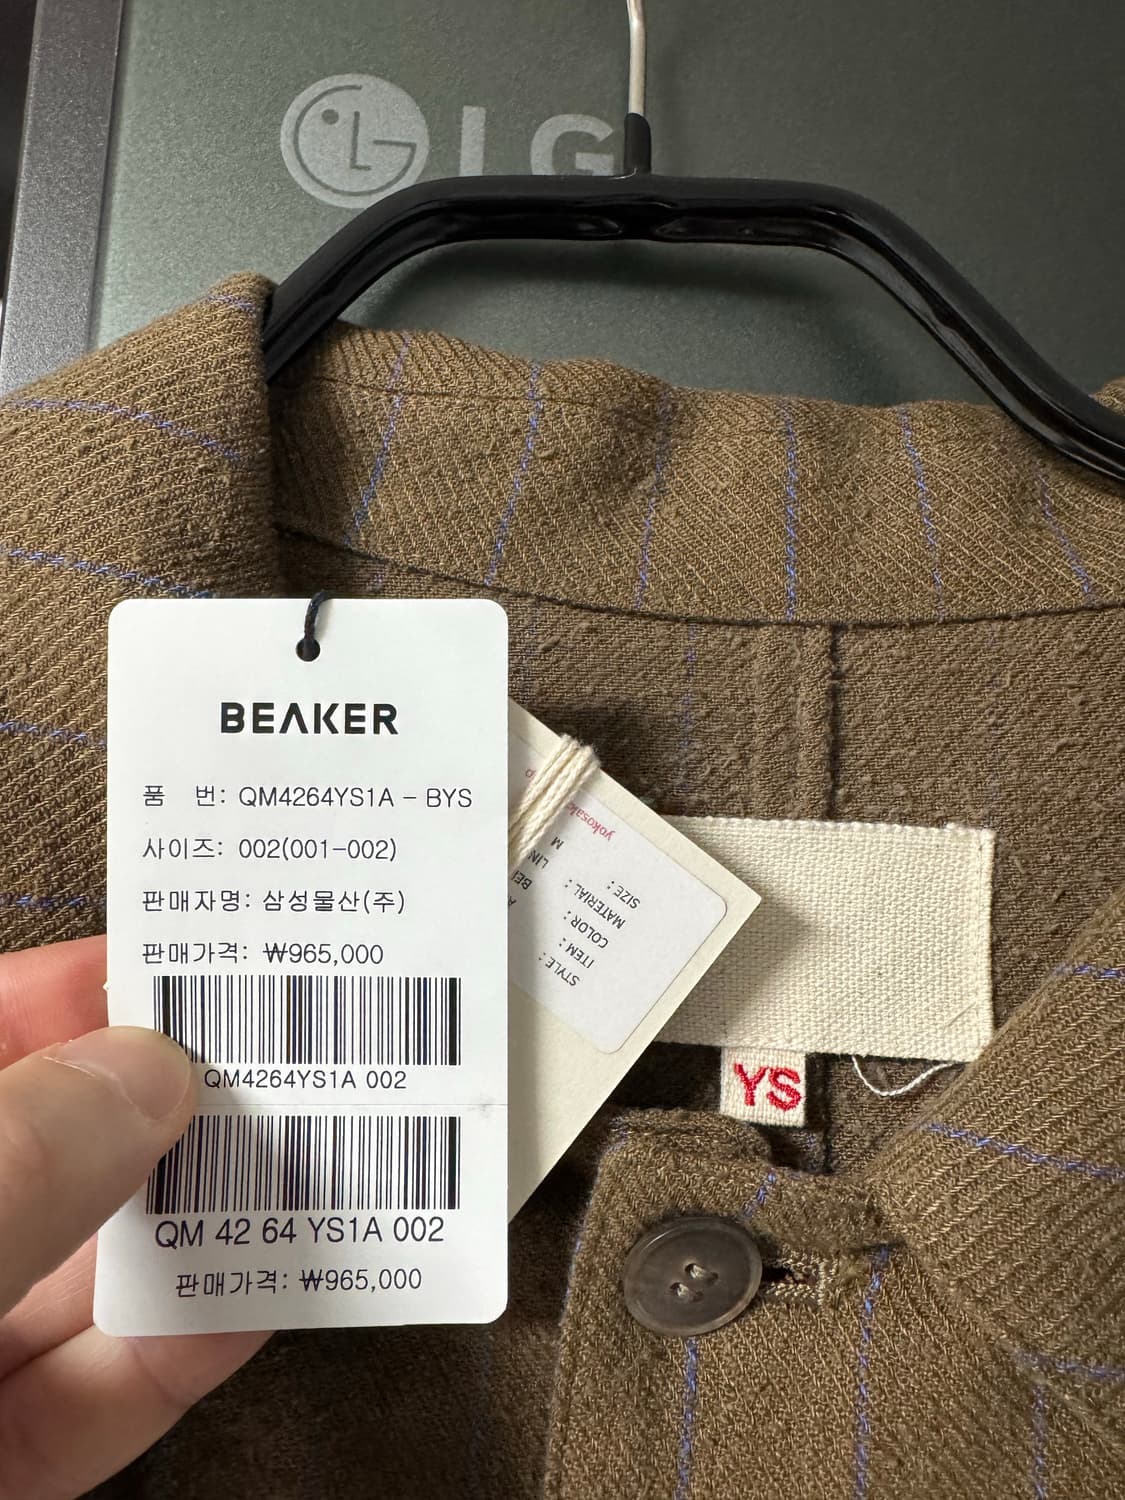 LG
BEAKER
품 번: QM4264YS1A - BYS
사이즈: 002(001-002)
판매자명: 삼성물산(주)
판매가격: ₩965,000
QM4264YS1A 002
QM 42 64 YS1A 002
판매가격: ₩965,000
STYLE :
ITEM :
COLOR :
MATERIAL :
SIZE : M
YS